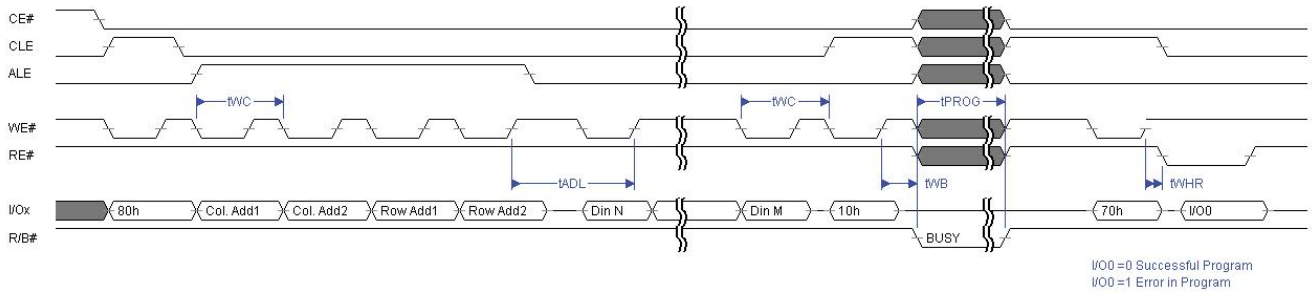 CE#
CLE
ALE
tWC tWC tPROG
WE#
RE#
tADL tWB tWHR
I/Ox 80h Col. Add1 Col. Add2 Row Add1 Row Add2 Din N Din M 10h 70h I/O0
R/B# BUSY
I/O0 =0 Successful Program
I/O0 =1 Error in Program